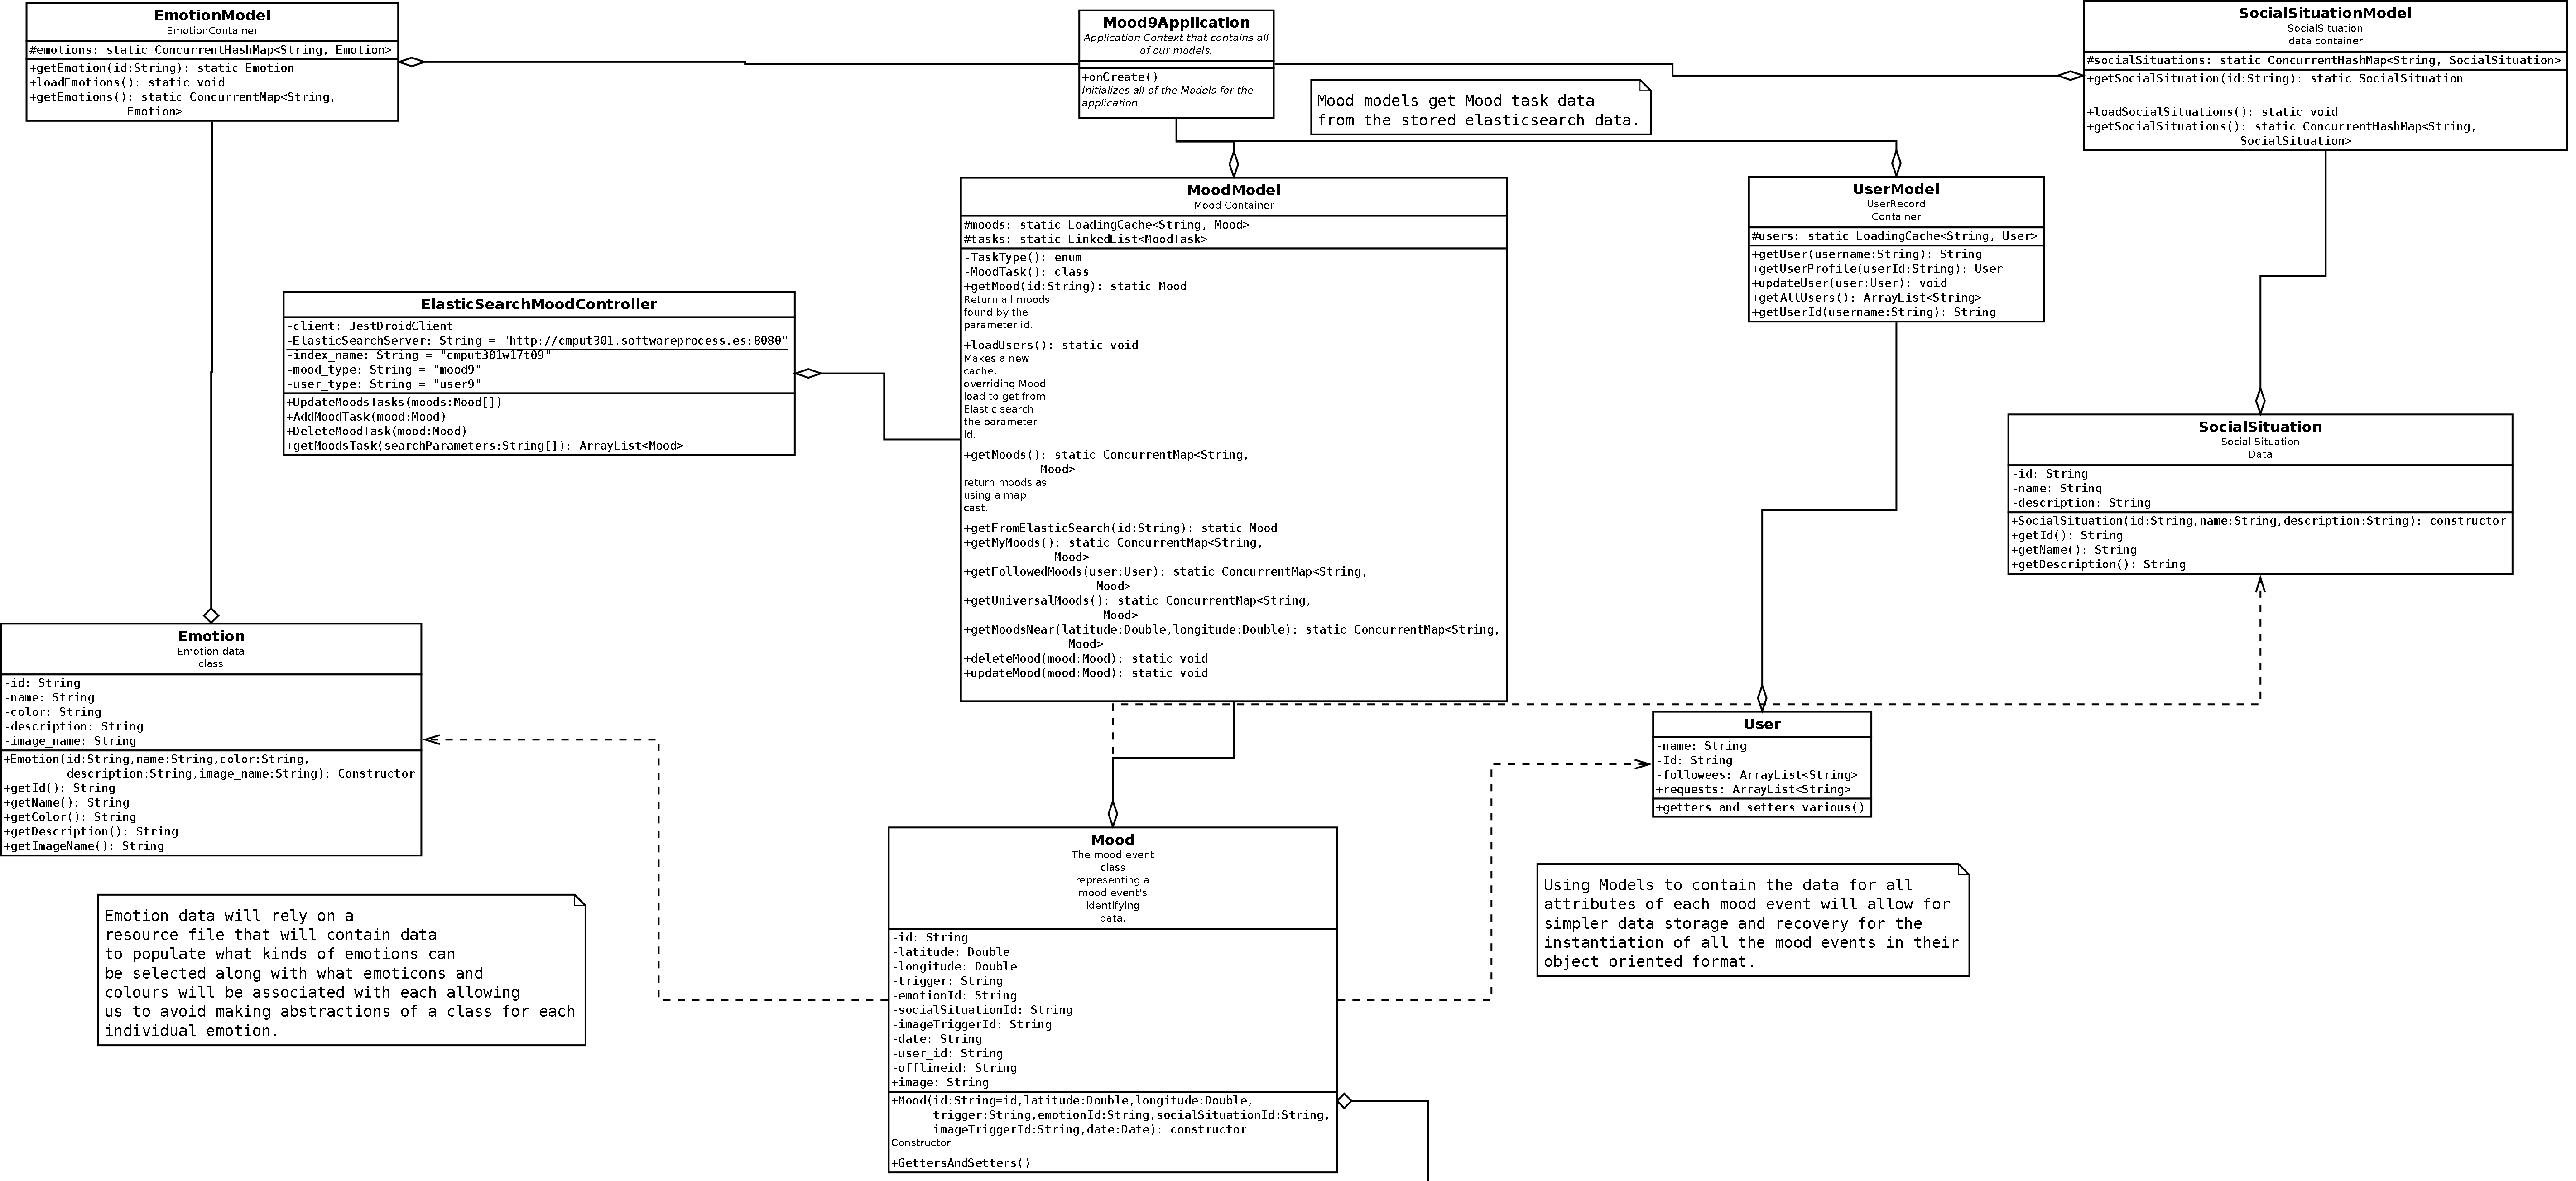 EmotionModel
EmotionContainer
#emotions: static ConcurrentHashMap<String, Emotion>
+getEmotion(id:String): static Emotion
+loadEmotions(): static void
+getEmotions(): static ConcurrentMap<String,
Emotion>
Mood9Application
Application Context that contains all
of our models.
+onCreate()
Initializes all of the Models for the
application
Mood models get Mood task data
from the stored elasticsearch data.
SocialSituationModel
SocialSituation
data container
#socialSituations: static ConcurrentHashMap<String, SocialSituation>
+getSocialSituation(id:String): static SocialSituation
+loadSocialSituations(): static void
+getSocialSituations(): static ConcurrentHashMap<String,
SocialSituation>
MoodModel
Mood Container
#moods: static LoadingCache<String, Mood>
#tasks: static LinkedList<MoodTask>
-TaskType(): enum
-MoodTask(): class
+getMood(id:String): static Mood
Return all moods
found by the
parameter id.
+loadUsers(): static void
Makes a new
cache,
overriding Mood
load to get from
Elastic search
the parameter
id.
+getMoods(): static ConcurrentMap<String,
Mood>
return moods as
using a map
cast.
+getFromElasticSearch(id:String): static Mood
+getMyMoods(): static ConcurrentMap<String,
Mood>
+getFollowedMoods(user:User): static ConcurrentMap<String,
Mood>
+getUniversalMoods(): static ConcurrentMap<String,
Mood>
+getMoodsNear(latitude:Double,longitude:Double): static ConcurrentMap<String,
Mood>
+deleteMood(mood:Mood): static void
+updateMood(mood:Mood): static void
UserModel
UserRecord
Container
#users: static LoadingCache<String, User>
+getUser(username:String): String
+getUserProfile(userId:String): User
+updateUser(user:User): void
+getAllUsers(): ArrayList<String>
+getUserId(username:String): String
ElasticSearchMoodController
-client: JestDroidClient
-ElasticSearchServer: String = "http://cmput301.softwareprocess.es:8080"
-index_name: String = "cmput301w17t09"
-mood_type: String = "mood9"
-user_type: String = "user9"
+UpdateMoodsTasks(moods:Mood[])
+AddMoodTask(mood:Mood)
+DeleteMoodTask(mood:Mood)
+getMoodsTask(searchParameters:String[]): ArrayList<Mood>
SocialSituation
Social Situation
Data
-id: String
-name: String
-description: String
+SocialSituation(id:String,name:String,description:String): constructor
+getId(): String
+getName(): String
+getDescription(): String
Emotion
Emotion data
class
-id: String
-name: String
-color: String
-description: String
-image_name: String
+Emotion(id:String,name:String,color:String,
description:String,image_name:String): Constructor
+getId(): String
+getName(): String
+getColor(): String
+getDescription(): String
+getImageName(): String
User
-name: String
-Id: String
-followees: ArrayList<String>
+requests: ArrayList<String>
+getters and setters various()
Mood
The mood event
class
representing a
mood event's
identifying
data.
-id: String
-latitude: Double
-longitude: Double
-trigger: String
-emotionId: String
-socialSituationId: String
-imageTriggerId: String
-date: String
-user_id: String
-offlineid: String
+image: String
+Mood(id:String=id,latitude:Double,longitude:Double,
trigger:String,emotionId:String,socialSituationId:String,
imageTriggerId:String,date:Date): constructor
Constructor
+GettersAndSetters()
Emotion data will rely on a
resource file that will contain data
to populate what kinds of emotions can
be selected along with what emoticons and
colours will be associated with each allowing
us to avoid making abstractions of a class for each
individual emotion.
Using Models to contain the data for all
attributes of each mood event will allow for
simpler data storage and recovery for the
instantiation of all the mood events in their
object oriented format.